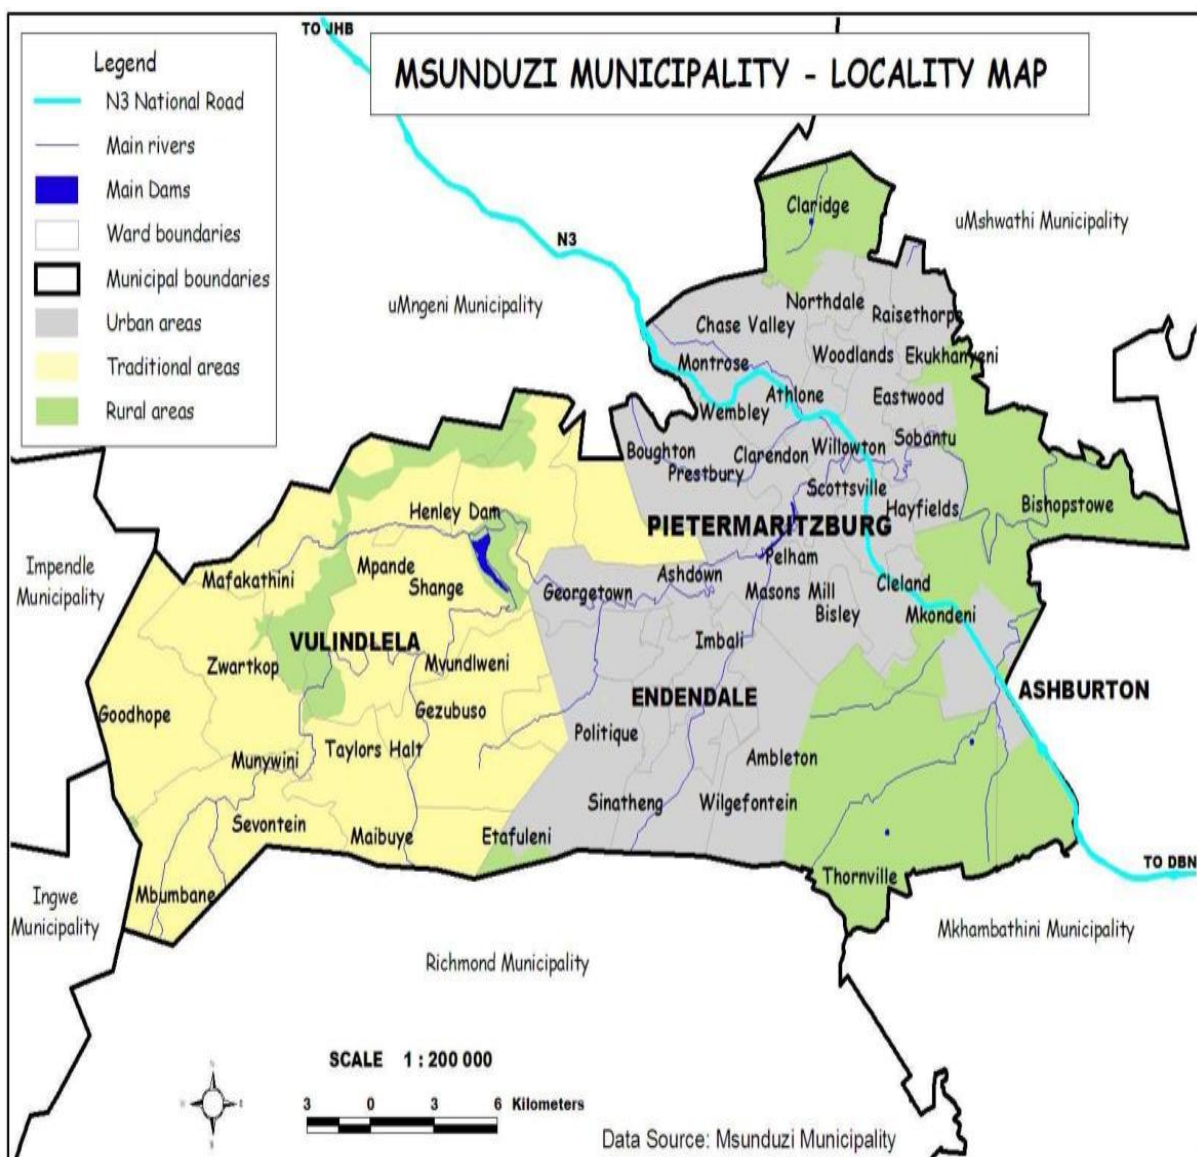 TO JHB
MSUNDUZI MUNICIPALITY - LOCALITY MAP
Legend
N3 National Road
Main rivers
Main Dams
Ward boundaries
Municipal boundaries
Urban areas
Traditional areas
Rural areas
Claridge
uMshwathi Municipality
N3
uMngeni Municipality
Northdale
Raisethorpe
Chase Valley
Woodlands
Ekukhanyeni
Montrose
Athlone
Eastwood
Wembley
Sobantu
Boughton
Clarendon
Willowton
Prestbury
Scottsville
Hayfields
Bishopstowe
Henley Dam
PIETERMARITZBURG
Pelham
Impendle
Municipality
Mafakathini
Mpande
Shange
Georgetown
Ashdown
Masons Mill
Cleland
Bisley
Mkondeni
VULINDLELA
Imbali
Zwartkop
Mvundlweni
ENDENDALE
ASHBURTON
Goodhope
Gezubuso
Politique
Munywini
Taylors Halt
Ambleton
Sinatheng
Wilgefontein
Sevontein
Maibuye
Etafuleni
TO DBN
Thornville
Mbumbane
Ingwe
Municipality
Mkhambathini Municipality
Richmond Municipality
SCALE 1 : 200 000
3 0 3 6 Kilometers
Data Source: Msunduzi Municipality